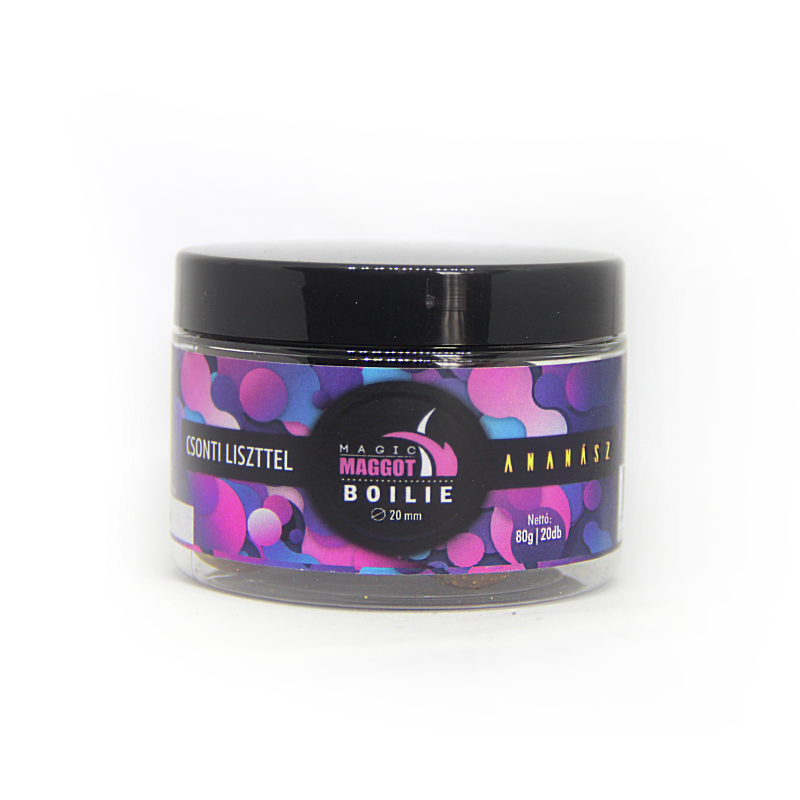 CSONTI LISZTTEL
MAGIC
MAGGOT
BOILIE
⌀ 20 mm
ANANÁSZ
Nettó:
80g|20db